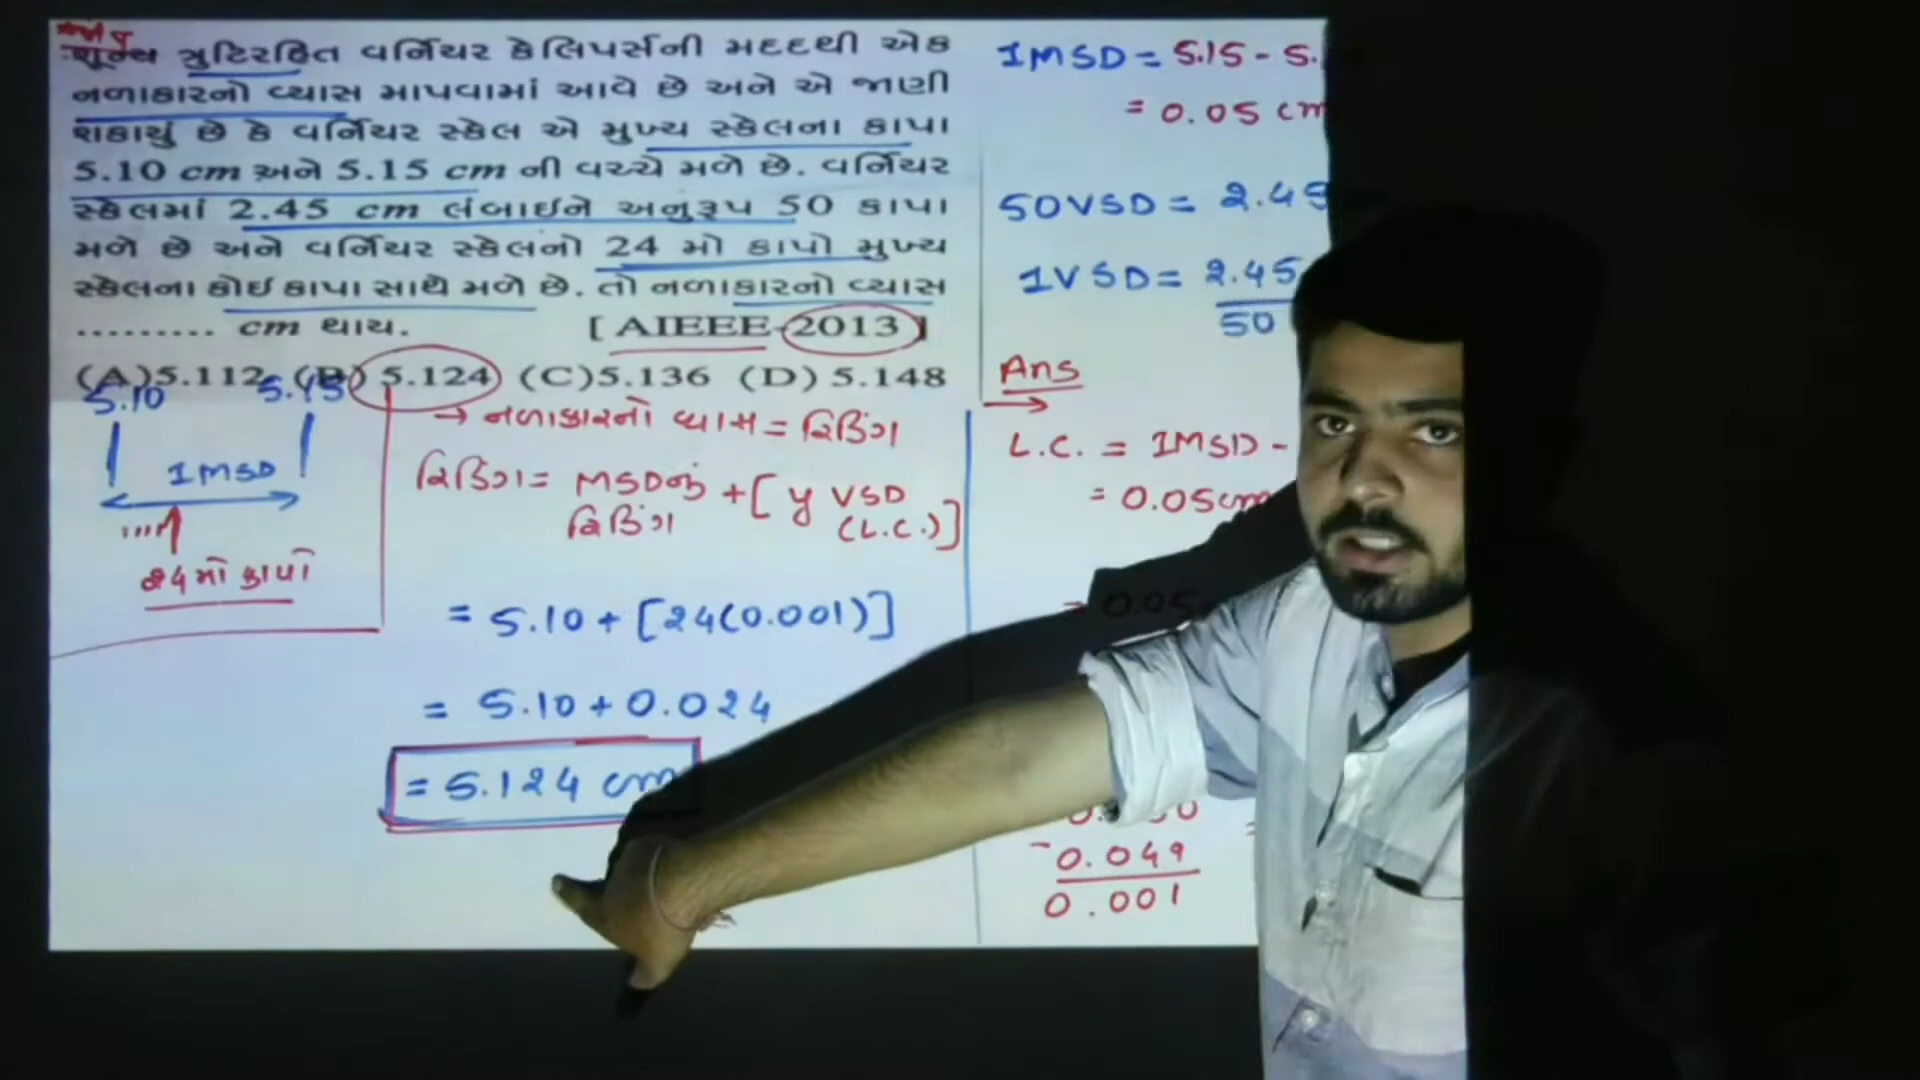 શૂન્ય ત્રુટિરહિત વર્નિયર કેલિપર્સની મદદથી એક
નળાકારનો વ્યાસ માપવામાં આવે છે અને એ જાણી
શકાયું છે કે વર્નિયર સ્કેલ એ મુખ્ય સ્કેલના કાપા
5.10 cm અને 5.15 cm ની વચ્ચે મળે છે. વર્નિયર
સ્કેલમાં 2.45 cm લંબાઇને અનુરૂપ 50 કાપા
મળે છે અને વર્નિયર સ્કેલનો 24 મો કાપો મુખ્ય
સ્કેલના કોઇ કાપા સાથે મળે છે. તો નળાકારનો વ્યાસ
......... cm થાય. [ AIEEE-2013 ]
(A)5.112 (B) 5.124 (C)5.136 (D) 5.148
5.10 5.15
1MSD
24 મો કાપો
→ નળાકારનો વ્યાસ = રિડિંગ
રિડિંગ = MSDનું + [ y VSD
રિડિંગ (L.C.)]
= 5.10 + [24(0.001)]
= 5.10 + 0.024
= 5.124 cm
1MSD = 5.15 - 5.
= 0.05 cm
50VSD = 2.45
1VSD = 2.45
50
Ans
→
L.C. = 1MSD -
= 0.05cm
= 0.05
-0.049
0.001